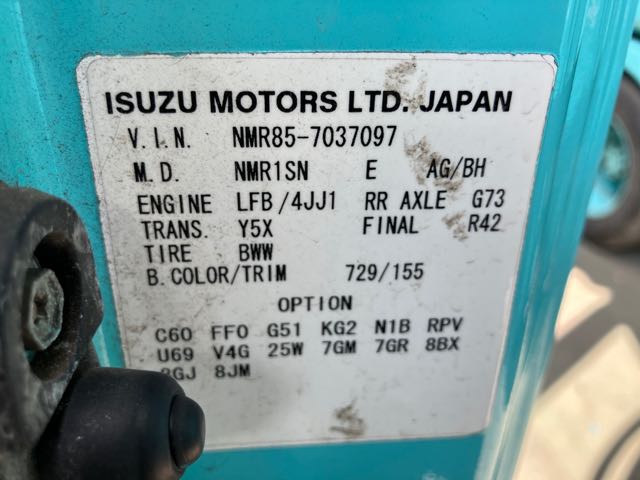 ISUZU MOTORS LTD. JAPAN
V.I.N. NMR85-7037097
M.D. NMR1SN E AG/BH
ENGINE LFB/4JJ1 RR AXLE G73
TRANS. Y5X FINAL R42
TIRE BWW
B.COLOR/TRIM 729/155
OPTION
C60 FF0 G51 KG2 N1B RPV
U69 V4G 25W 7GM 7GR 8BX
8JM